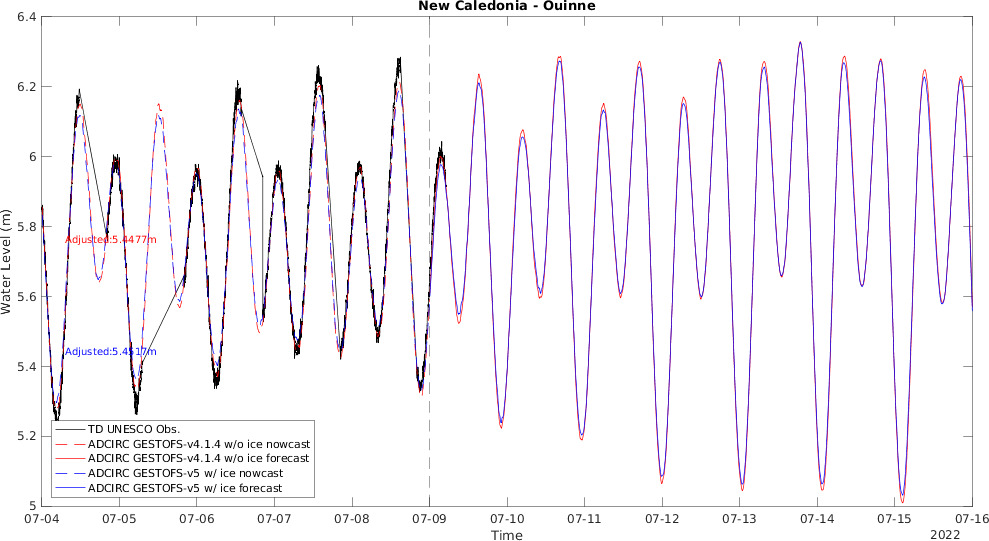 New Caledonia - Ouinne
6.4
6.2
6
5.8
5.6
5.4
5.2
5
Water Level (m)
Adjusted:5.4477m
Adjusted:5.4517m
TD UNESCO Obs.
ADCIRC GESTOFS-v4.1.4 w/o ice nowcast
ADCIRC GESTOFS-v4.1.4 w/o ice forecast
ADCIRC GESTOFS-v5 w/ ice nowcast
ADCIRC GESTOFS-v5 w/ ice forecast
07-04 07-05 07-06 07-07 07-08 07-09 07-10 07-11 07-12 07-13 07-14 07-15 07-16
Time
2022